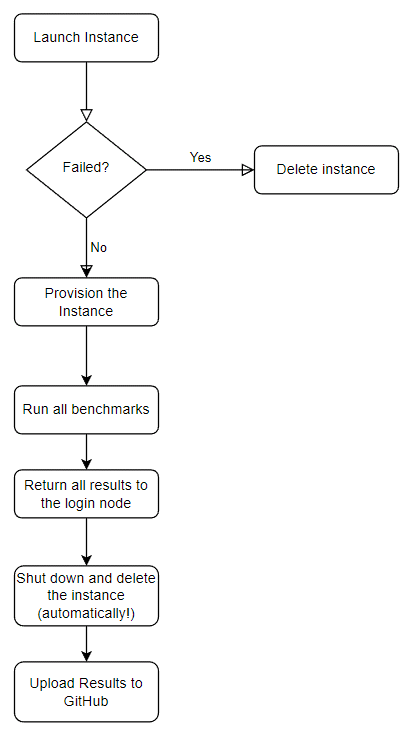 Launch Instance
Failed?
Yes
Delete instance
No
Provision the
Instance
Run all benchmarks
Return all results to
the login node
Shut down and delete
the instance
(automatically!)
Upload Results to
GitHub